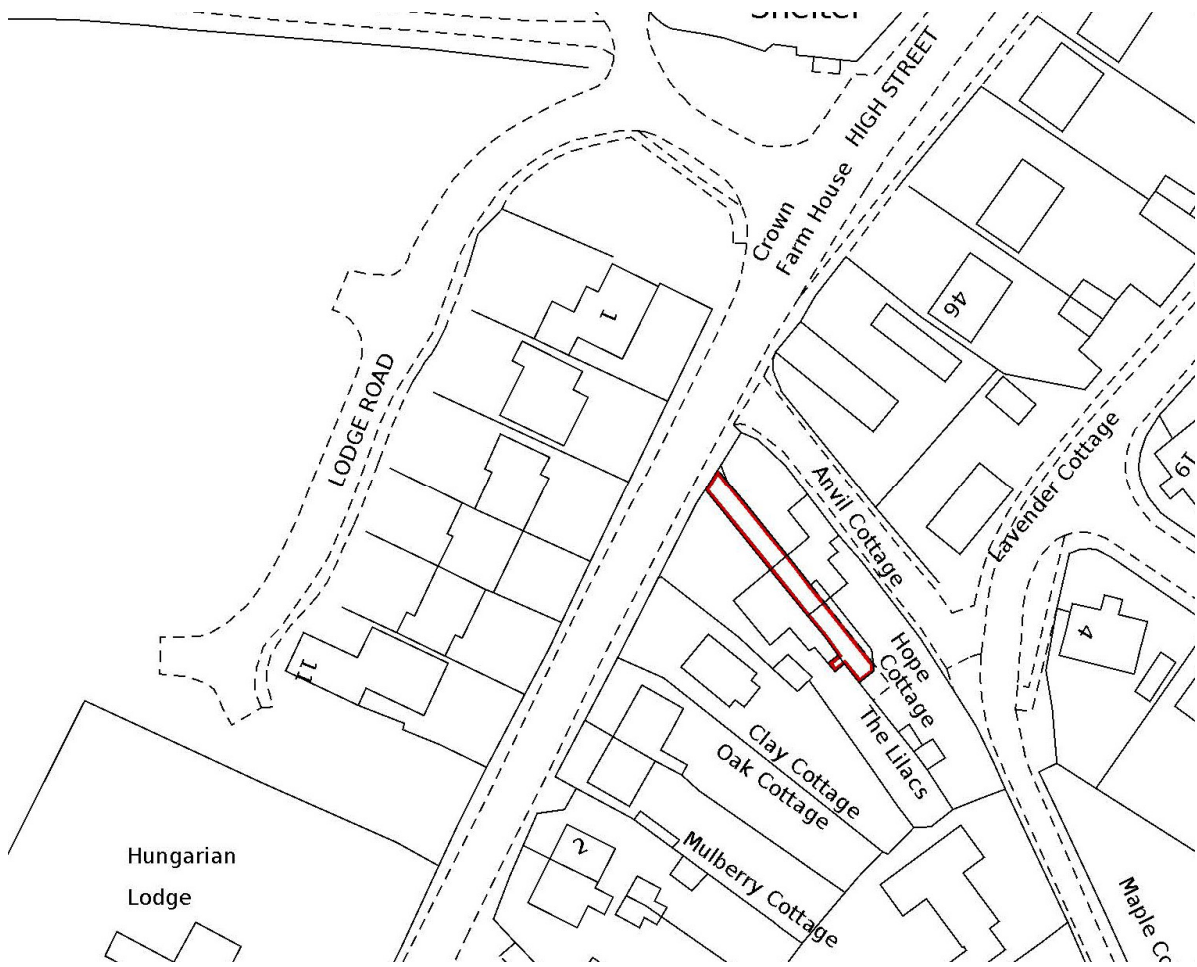 Shelter
HIGH STREET
Crown
Farm House
46
1
LODGE ROAD
Lavender Cottage
19
Anvil Cottage
4
Hope
Cottage
11
The Lilacs
Clay Cottage
Oak Cottage
2
Mulberry Cottage
Hungarian
Lodge
Maple Co